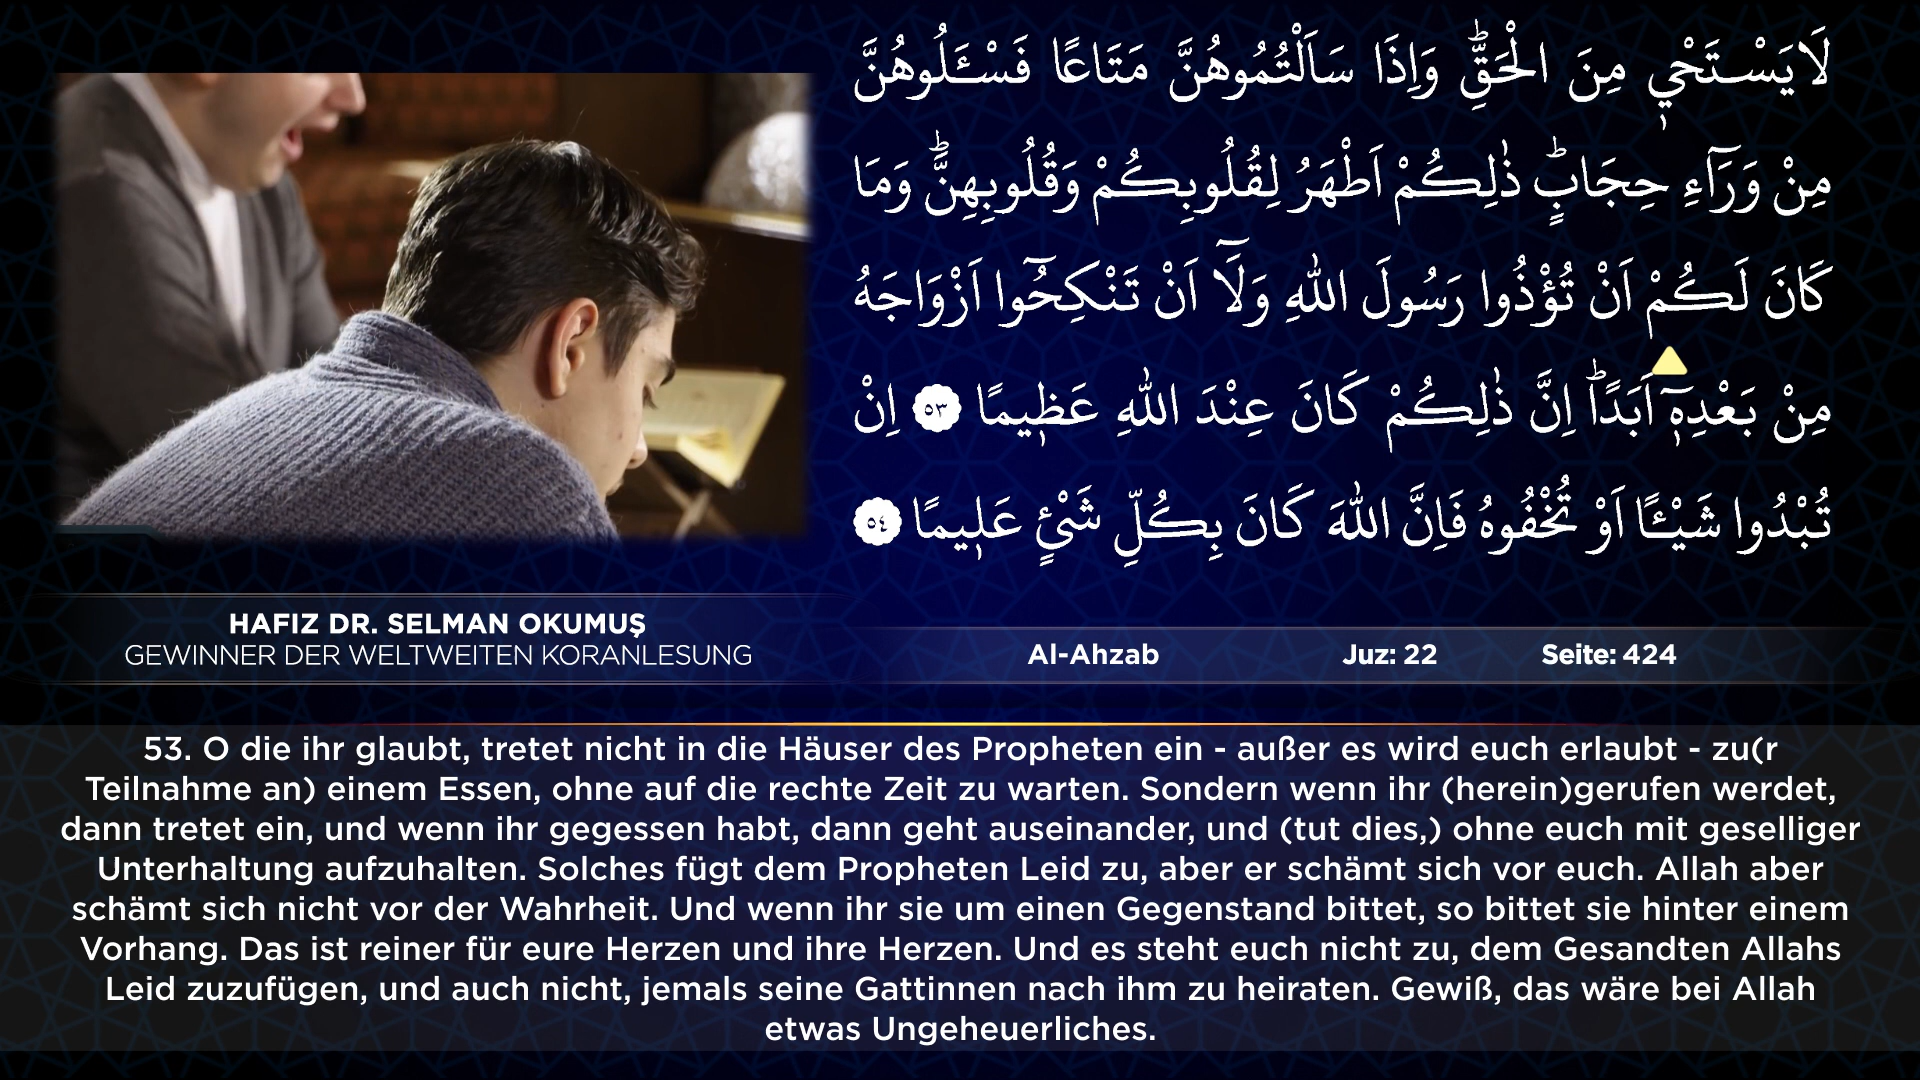 لَا يَسْتَحْيٖ مِنَ الْحَقِّۜ وَاِذَا سَاَلْتُمُوهُنَّ مَتَاعًا فَسْـَٔلُوهُنَّ
مِنْ وَرَٓاءِ حِجَابٍۜ ذٰلِكُمْ اَطْهَرُ لِقُلُوبِكُمْ وَقُلُوبِهِنَّۜ وَمَا
كَانَ لَكُمْ اَنْ تُؤْذُوا رَسُولَ اللّٰهِ وَلَٓا اَنْ تَنْكِحُٓوا اَزْوَاجَهُ
مِنْ بَعْدِهٖٓ اَبَدًاۜ اِنَّ ذٰلِكُمْ كَانَ عِنْدَ اللّٰهِ عَظٖيمًا ٥٣ اِنْ
تُبْدُوا شَيْـًٔا اَوْ تُخْفُوهُ فَاِنَّ اللّٰهَ كَانَ بِكُلِّ شَيْءٍ عَلٖيمًا ٥٤
HAFIZ DR. SELMAN OKUMUŞ
GEWINNER DER WELTWEITEN KORANLESUNG
Al-Ahzab Juz: 22 Seite: 424
53. O die ihr glaubt, tretet nicht in die Häuser des Propheten ein - außer es wird euch erlaubt - zu(r
Teilnahme an) einem Essen, ohne auf die rechte Zeit zu warten. Sondern wenn ihr (herein)gerufen werdet,
dann tretet ein, und wenn ihr gegessen habt, dann geht auseinander, und (tut dies,) ohne euch mit geselliger
Unterhaltung aufzuhalten. Solches fügt dem Propheten Leid zu, aber er schämt sich vor euch. Allah aber
schämt sich nicht vor der Wahrheit. Und wenn ihr sie um einen Gegenstand bittet, so bittet sie hinter einem
Vorhang. Das ist reiner für eure Herzen und ihre Herzen. Und es steht euch nicht zu, dem Gesandten Allahs
Leid zuzufügen, und auch nicht, jemals seine Gattinnen nach ihm zu heiraten. Gewiß, das wäre bei Allah
etwas Ungeheuerliches.